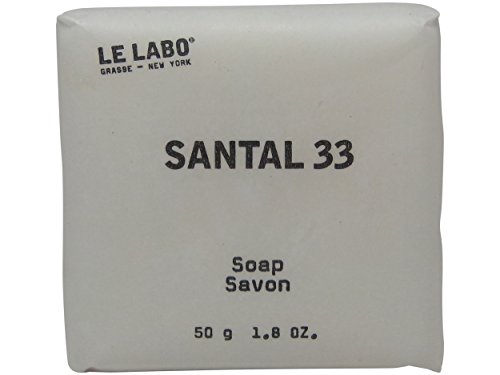 LE LABO®
GRASSE — NEW YORK
SANTAL 33
Soap
Savon
50 g 1.8 OZ.